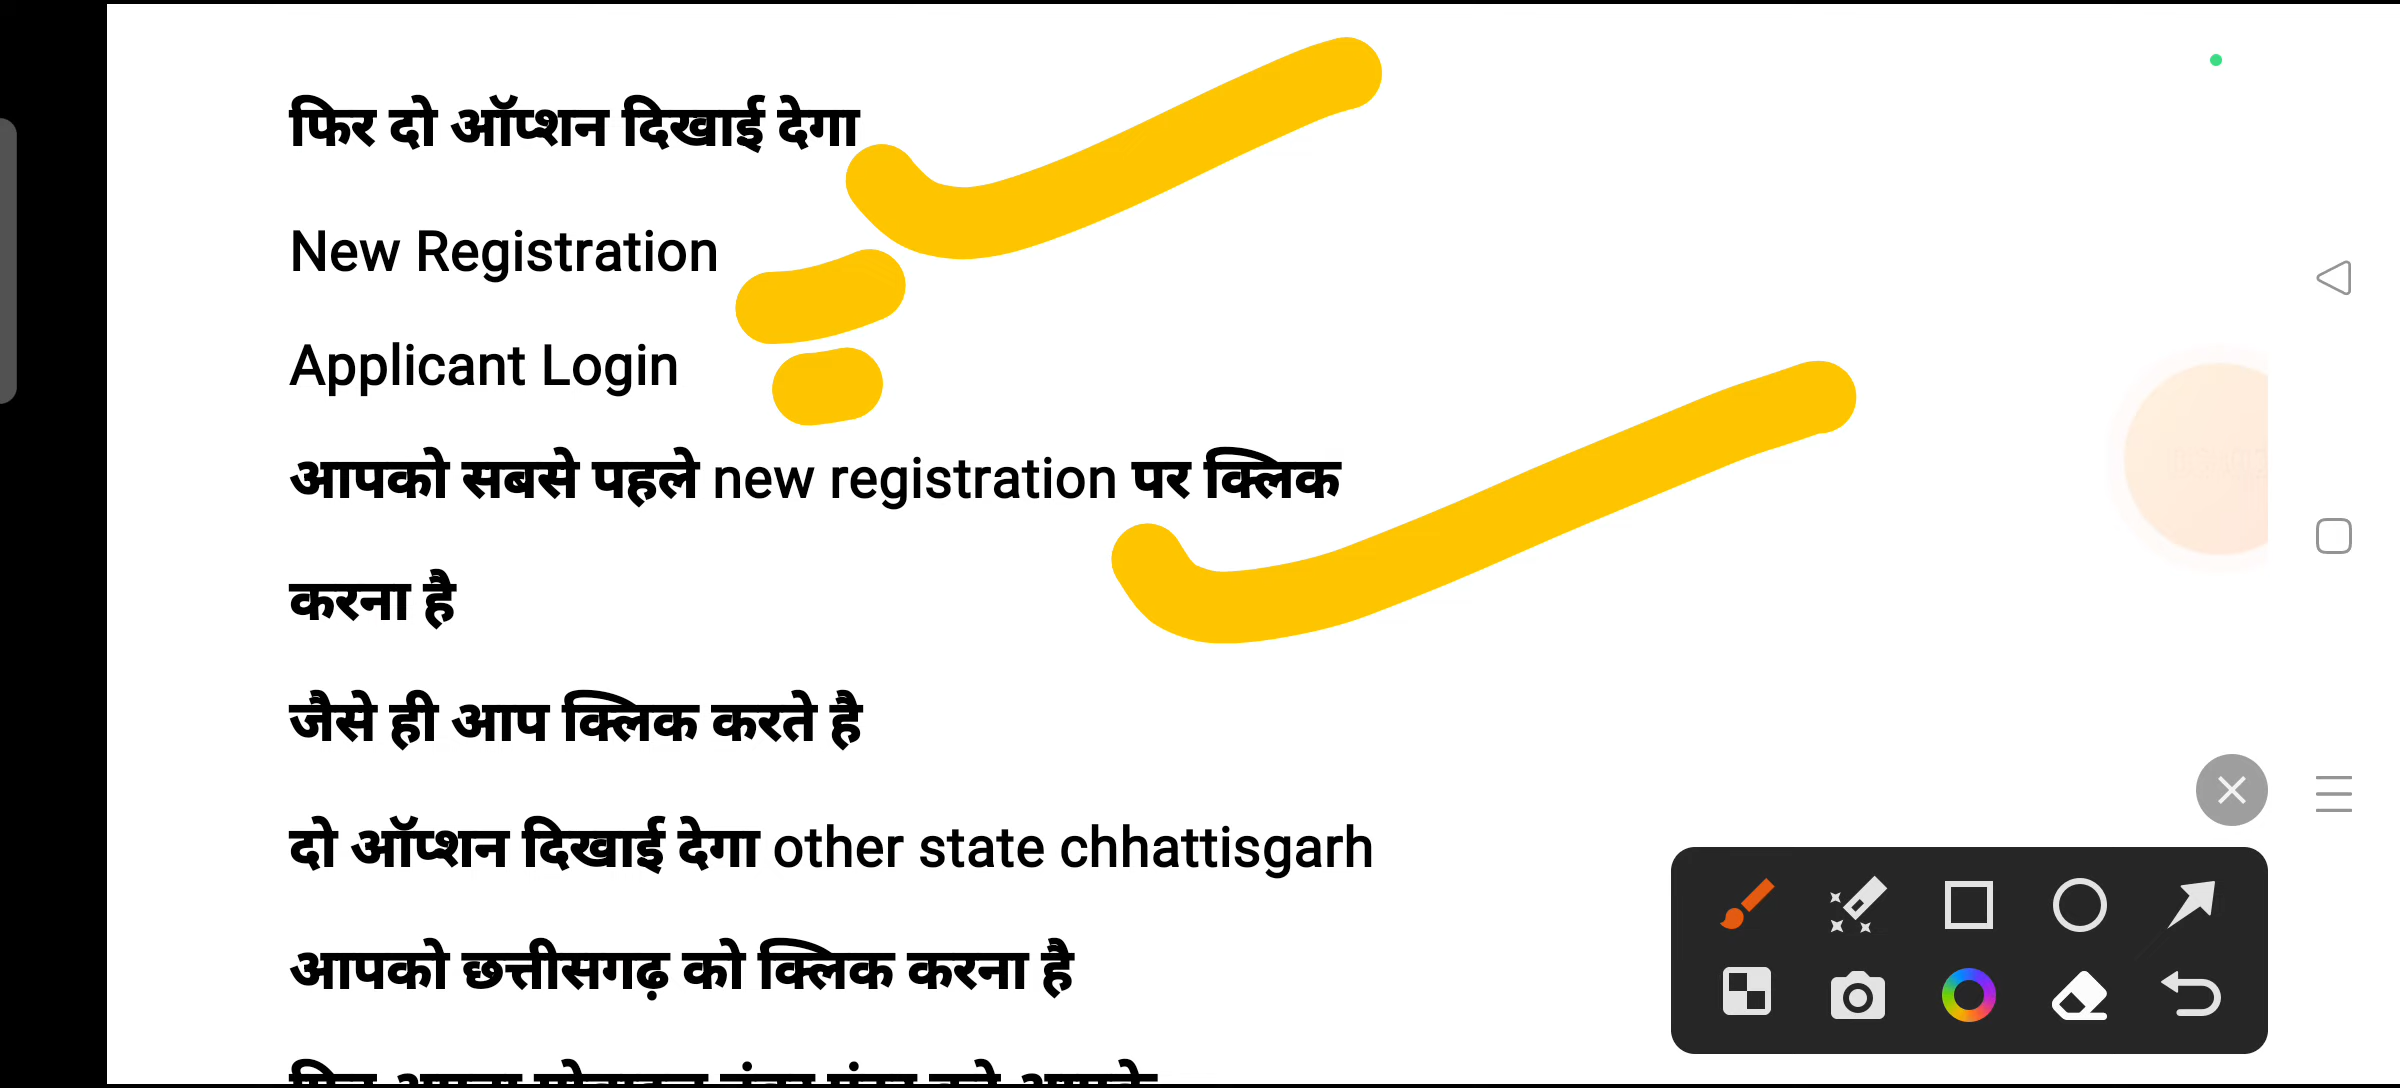 फिर दो ऑप्शन दिखाई देगा
New Registration
Applicant Login
आपको सबसे पहले new registration पर क्लिक
करना है
जैसे ही आप क्लिक करते है
दो ऑप्शन दिखाई देगा other state chhattisgarh
आपको छत्तीसगढ़ को क्लिक करना है